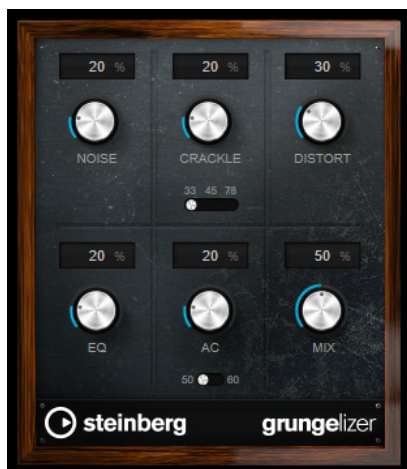 20 % 20 % 30 %
NOISE CRACKLE DISTORT
33 45 78
20 % 20 % 50 %
EQ AC MIX
50 60
steinberg grungelizer